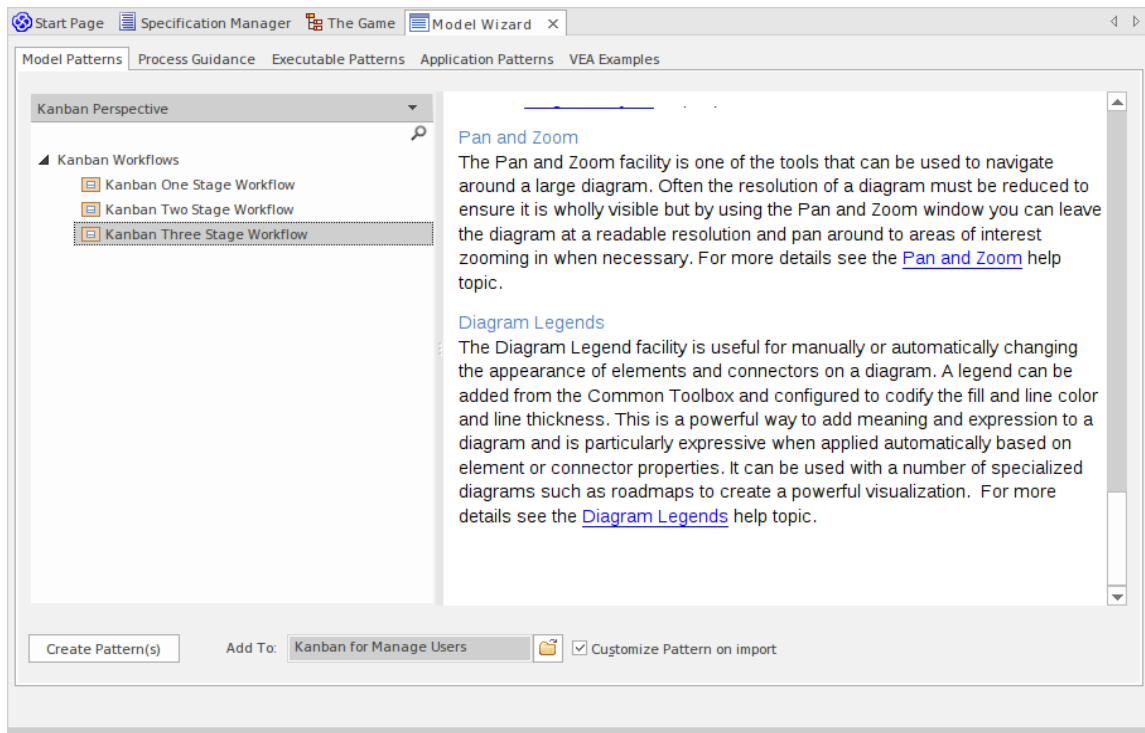 Start Page Specification Manager The Game Model Wizard
Model Patterns Process Guidance Executable Patterns Application Patterns VEA Examples
Kanban Perspective
Kanban Workflows
Kanban One Stage Workflow
Kanban Two Stage Workflow
Kanban Three Stage Workflow
Pan and Zoom
The Pan and Zoom facility is one of the tools that can be used to navigate
around a large diagram. Often the resolution of a diagram must be reduced to
ensure it is wholly visible but by using the Pan and Zoom window you can leave
the diagram at a readable resolution and pan around to areas of interest
zooming in when necessary. For more details see the Pan and Zoom help
topic.
Diagram Legends
The Diagram Legend facility is useful for manually or automatically changing
the appearance of elements and connectors on a diagram. A legend can be
added from the Common Toolbox and configured to codify the fill and line color
and line thickness. This is a powerful way to add meaning and expression to a
diagram and is particularly expressive when applied automatically based on
element or connector properties. It can be used with a number of specialized
diagrams such as roadmaps to create a powerful visualization.  For more
details see the Diagram Legends help topic.
Create Pattern(s) Add To: Kanban for Manage Users Customize Pattern on import